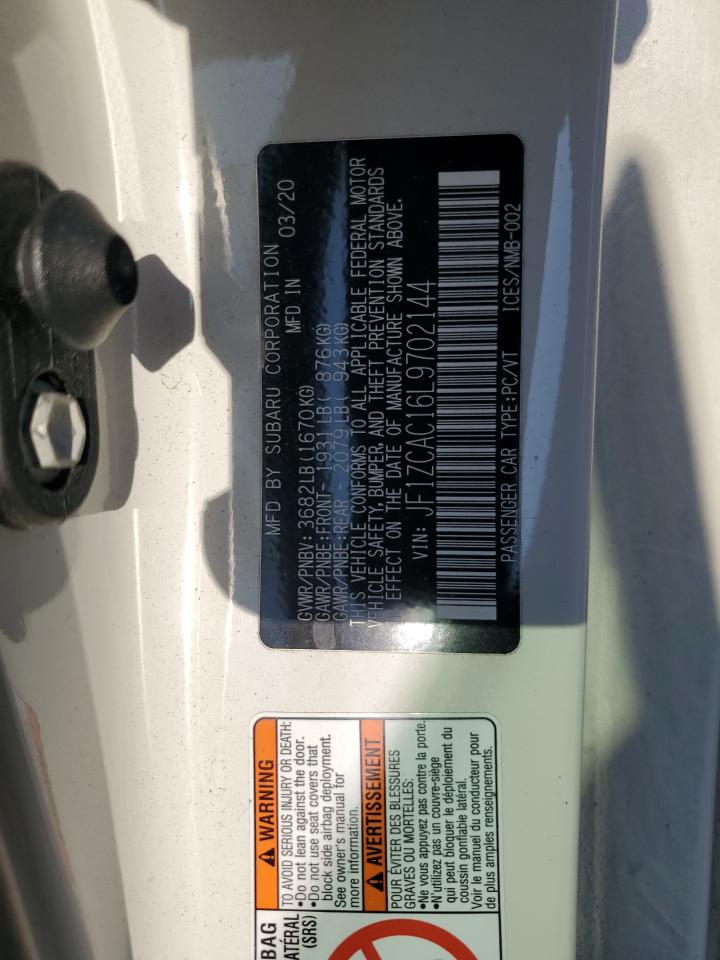 MFD BY SUBARU CORPORATION
MED IN 03/20
GVWR/PNBV: 3682LB(1670KG)
GAWR/PNBE:FRONT- 1931LB( 876KG)
GAWR/PNBE:REAR - 2079LB( 943KG)
THIS VEHICLE CONFORMS TO ALL APPLICABLE FEDERAL MOTOR
VEHICLE SAFETY, BUMPER, AND THEFT PREVENTION STANDARDS
EFFECT ON THE DATE OF MANUFACTURE SHOWN ABOVE.
VIN: JF1ZCAC16L9702144
PASSENGER CAR TYPE:PC/VT ICES/NMB-002
WARNING
TO AVOID SERIOUS INJURY OR DEATH:
•Do not lean against the door.
•Do not use seat covers that
block side airbag deployment.
See owner's manual for
more information.
AVERTISSEMENT
POUR ÉVITER DES BLESSURES
GRAVES OU MORTELLES:
•Ne vous appuyez pas contre la porte.
•N'utilisez pas un couvre-siège
qui peut bloquer le déploiement du
coussin gonflable latéral.
Voir le manuel du conducteur pour
de plus amples renseignements.
BAG
LATÉRAL
(SRS)